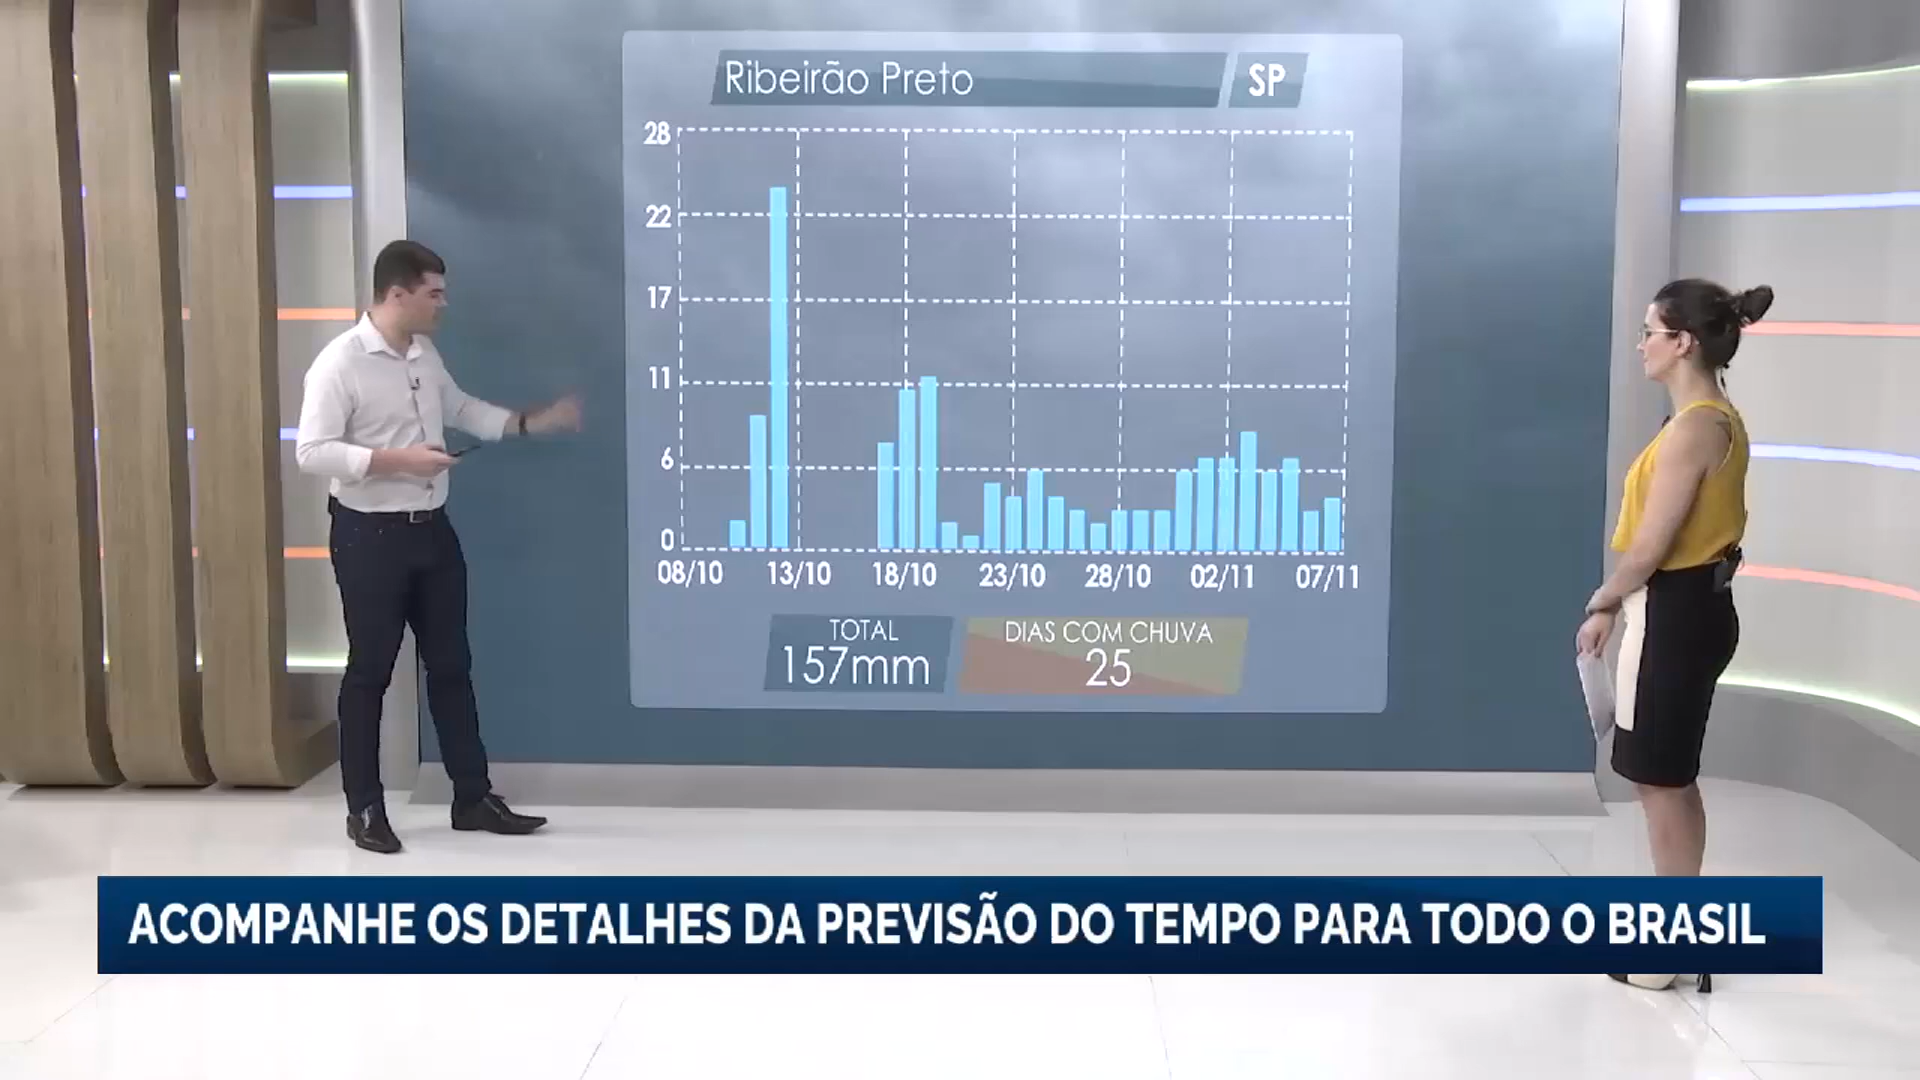 Ribeirão Preto SP
28
22
17
11
6
0
08/10 13/10 18/10 23/10 28/10 02/11 07/11
TOTAL
157mm
DIAS COM CHUVA
25
ACOMPANHE OS DETALHES DA PREVISÃO DO TEMPO PARA TODO O BRASIL